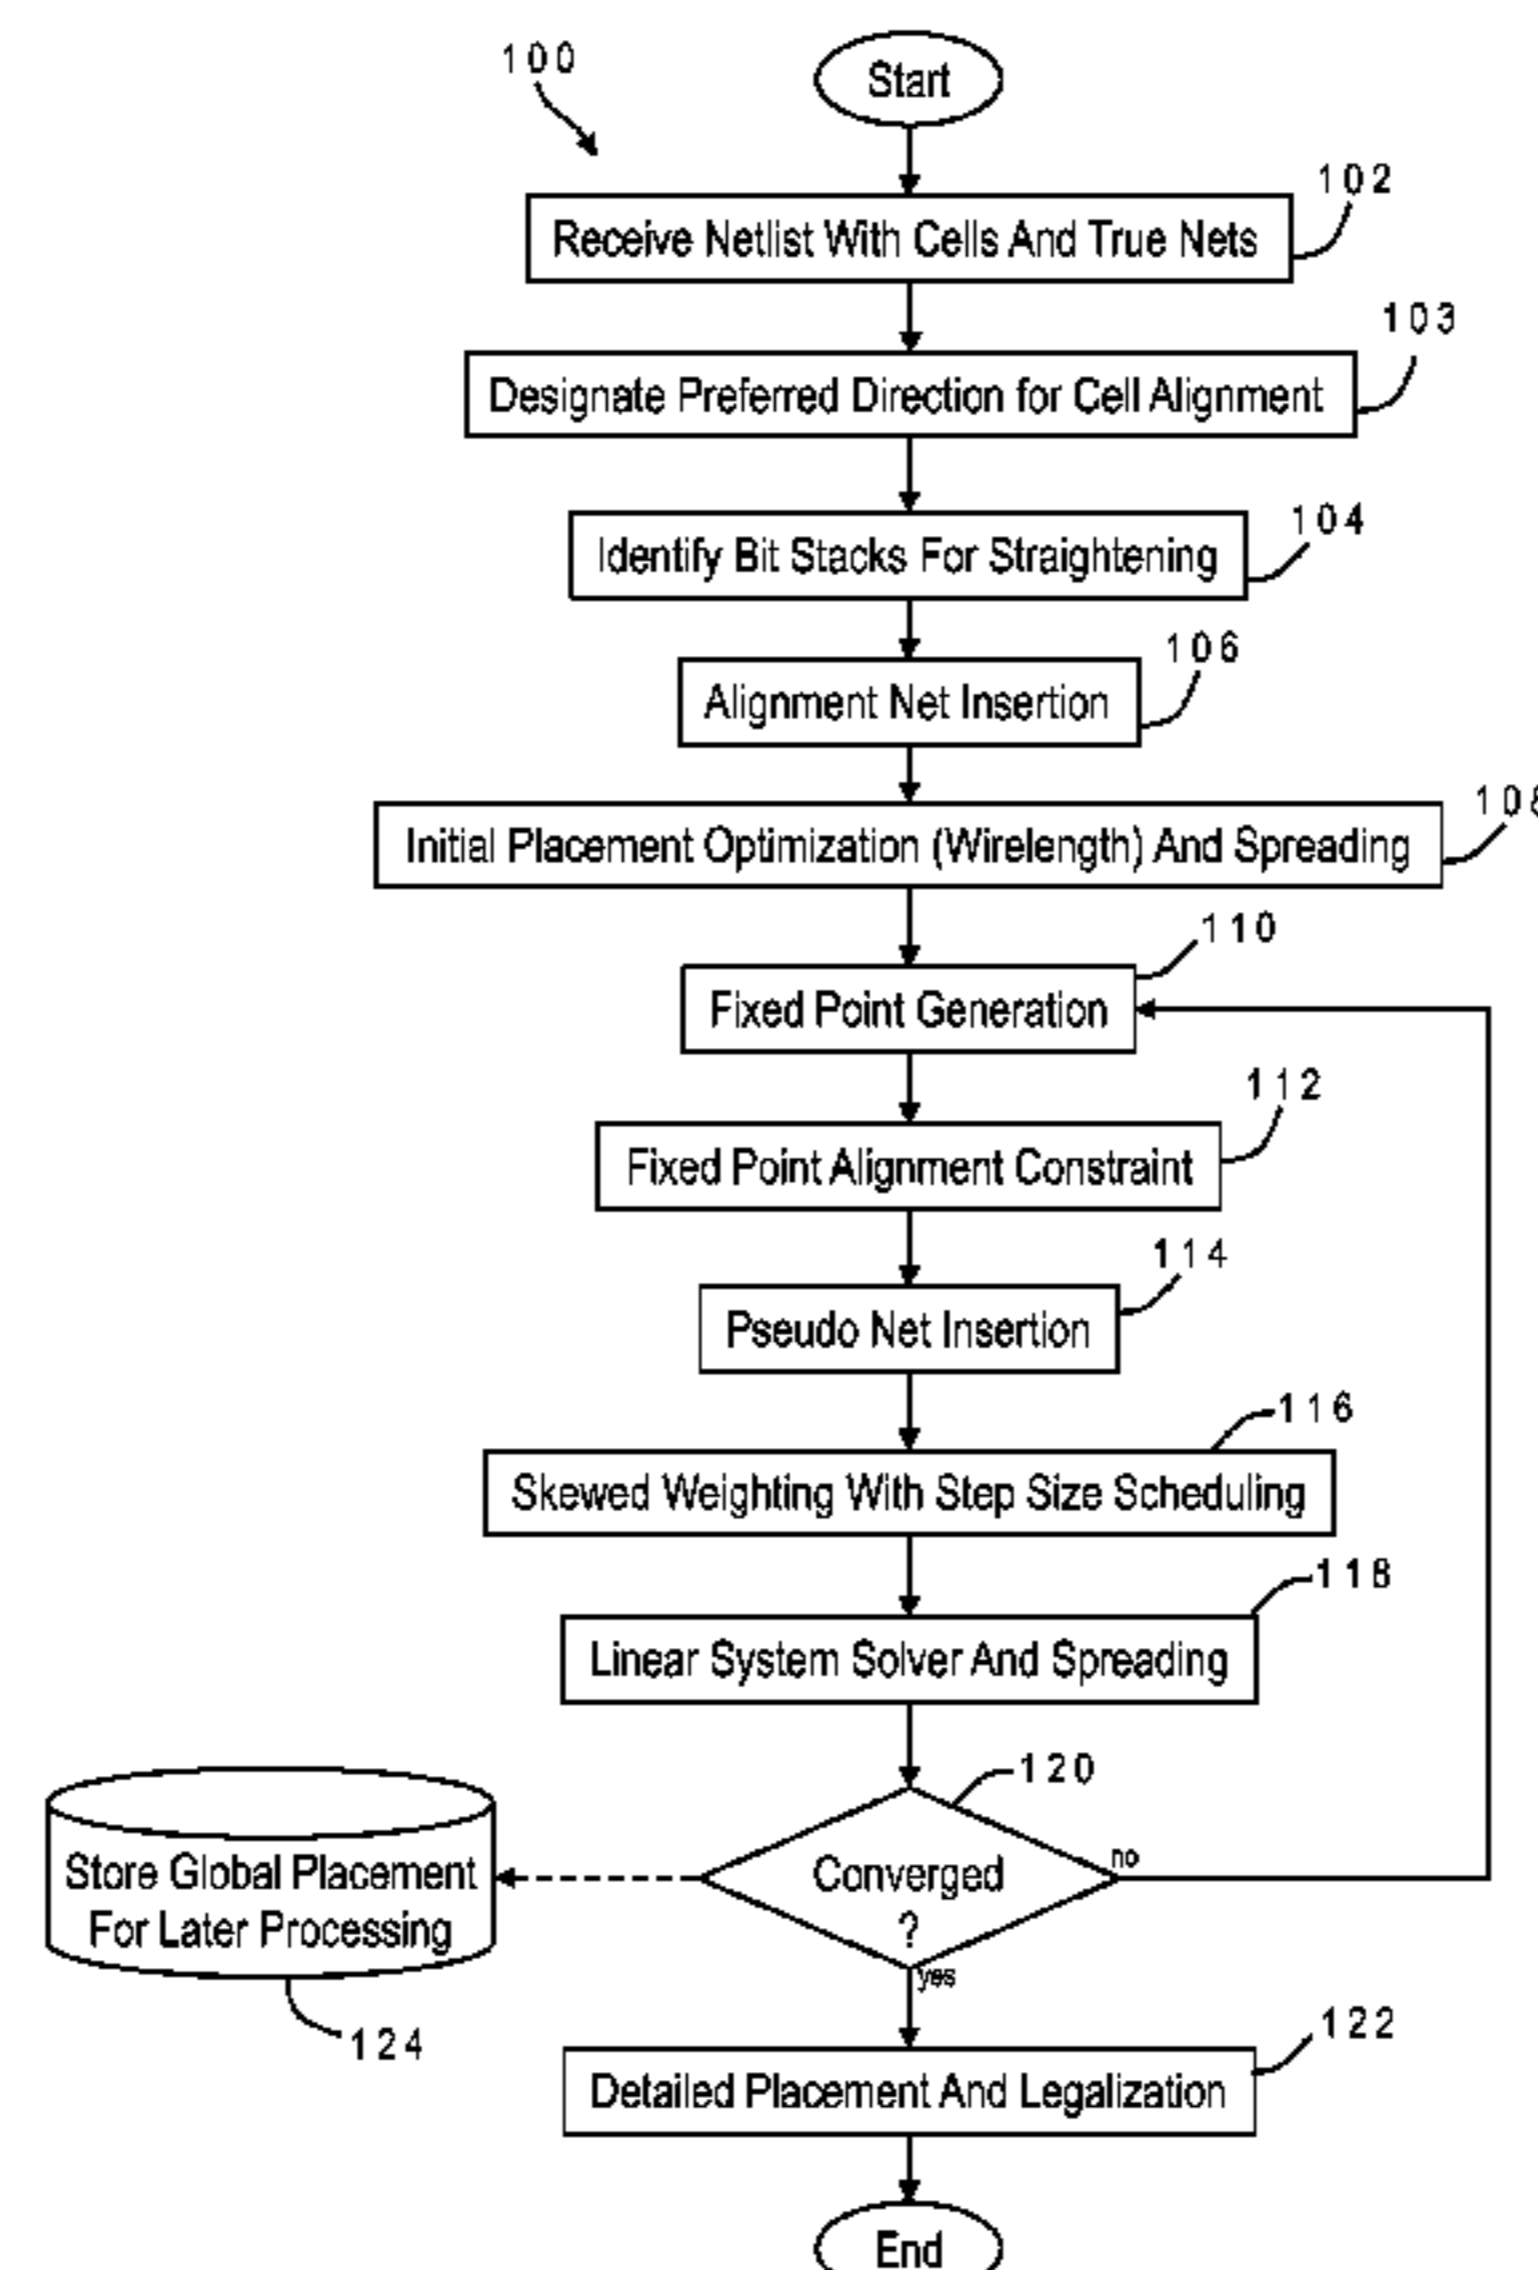 100
Start
102
Receive Netlist With Cells And True Nets
103
Designate Preferred Direction for Cell Alignment
104
Identify Bit Stacks For Straightening
106
Alignment Net Insertion
108
Initial Placement Optimization (Wirelength) And Spreading
110
Fixed Point Generation
112
Fixed Point Alignment Constraint
114
Pseudo Net Insertion
116
Skewed Weighting With Step Size Scheduling
118
Linear System Solver And Spreading
120
Converged
?
no
yes
Store Global Placement
For Later Processing
124
122
Detailed Placement And Legalization
End